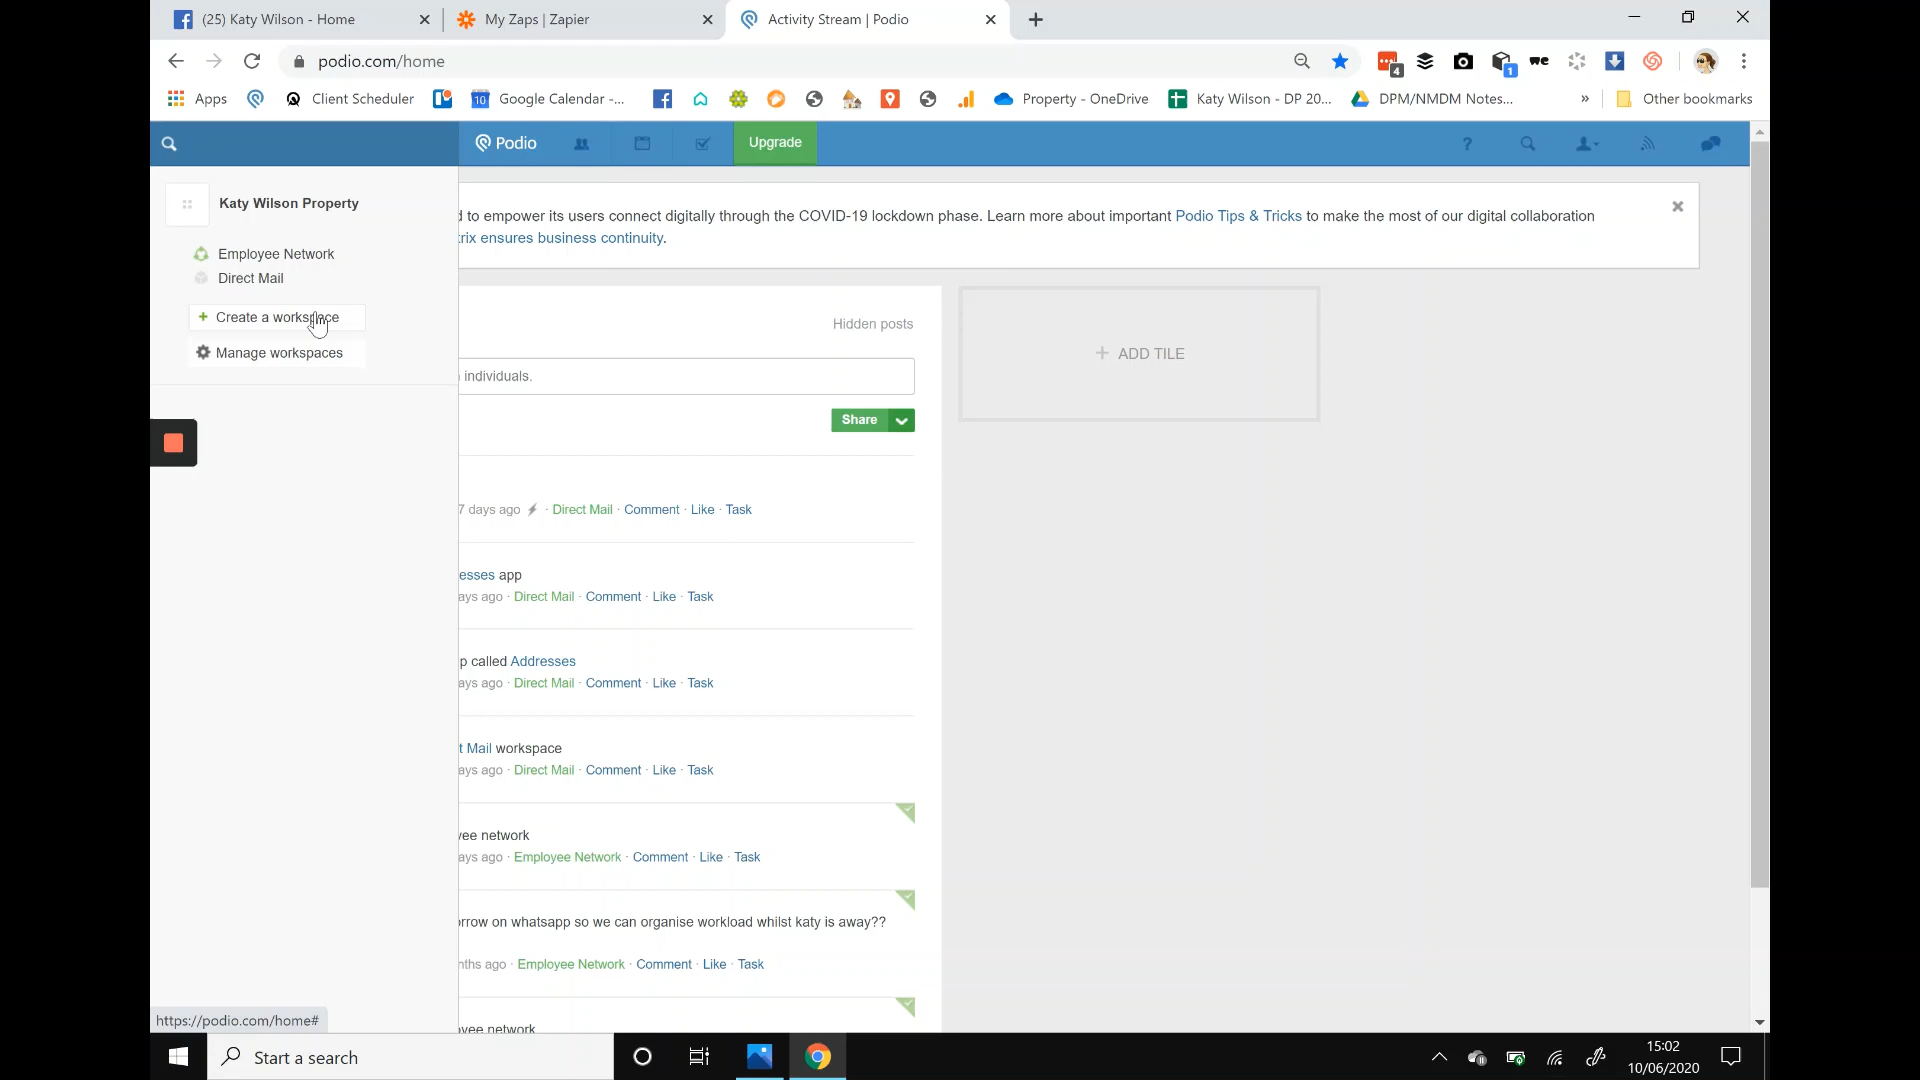 (25) Katy Wilson - Home
My Zaps | Zapier
Activity Stream | Podio
podio.com/home
4
1
Apps
Client Scheduler
10
Google Calendar -...
Property - OneDrive
Katy Wilson - DP 20...
DPM/NMDM Notes...
»
Other bookmarks
Podio
Upgrade
?
Katy Wilson Property
Employee Network
Direct Mail
+ Create a workspace
Manage workspaces
d to empower its users connect digitally through the COVID-19 lockdown phase. Learn more about important Podio Tips & Tricks to make the most of our digital collaboration
trix ensures business continuity.
Hidden posts
+ ADD TILE
individuals.
Share
7 days ago · Direct Mail · Comment · Like · Task
esses app
ays ago · Direct Mail · Comment · Like · Task
p called Addresses
ays ago · Direct Mail · Comment · Like · Task
t Mail workspace
ays ago · Direct Mail · Comment · Like · Task
yee network
ays ago · Employee Network · Comment · Like · Task
orrow on whatsapp so we can organise workload whilst katy is away??
nths ago · Employee Network · Comment · Like · Task
yee network
https://podio.com/home#
Start a search
15:02
10/06/2020